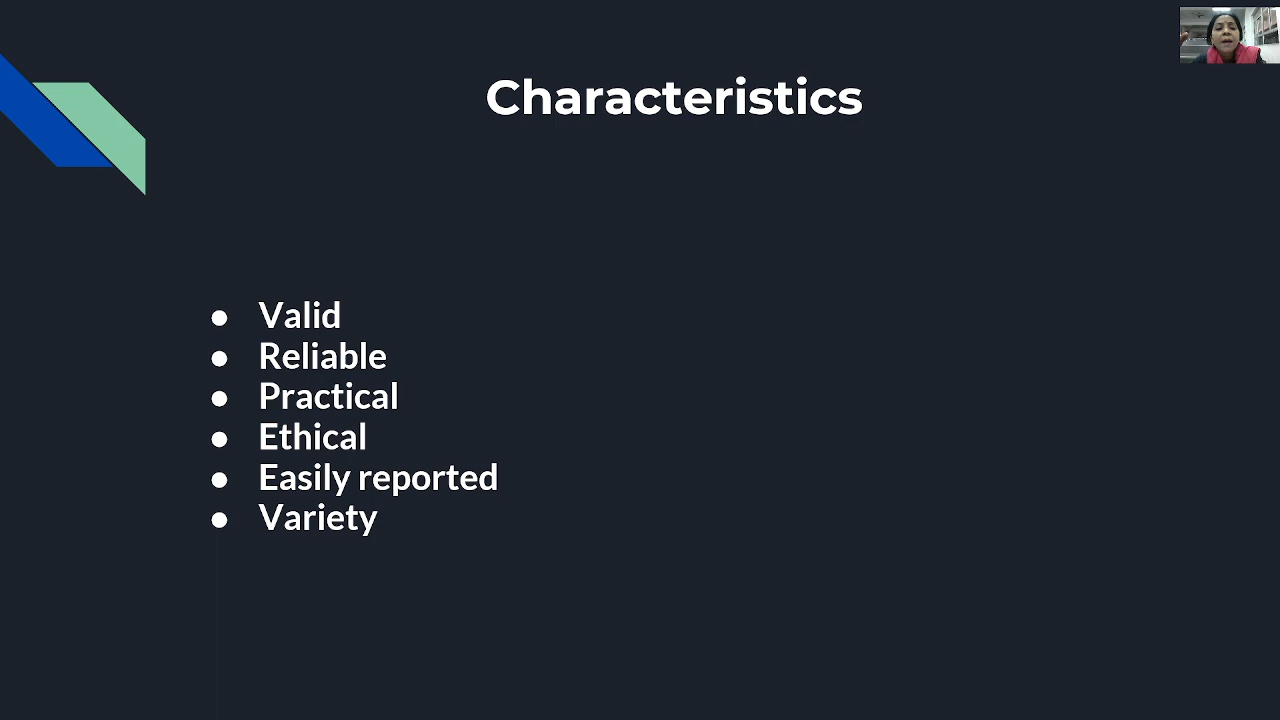 Characteristics
● Valid
● Reliable
● Practical
● Ethical
● Easily reported
● Variety